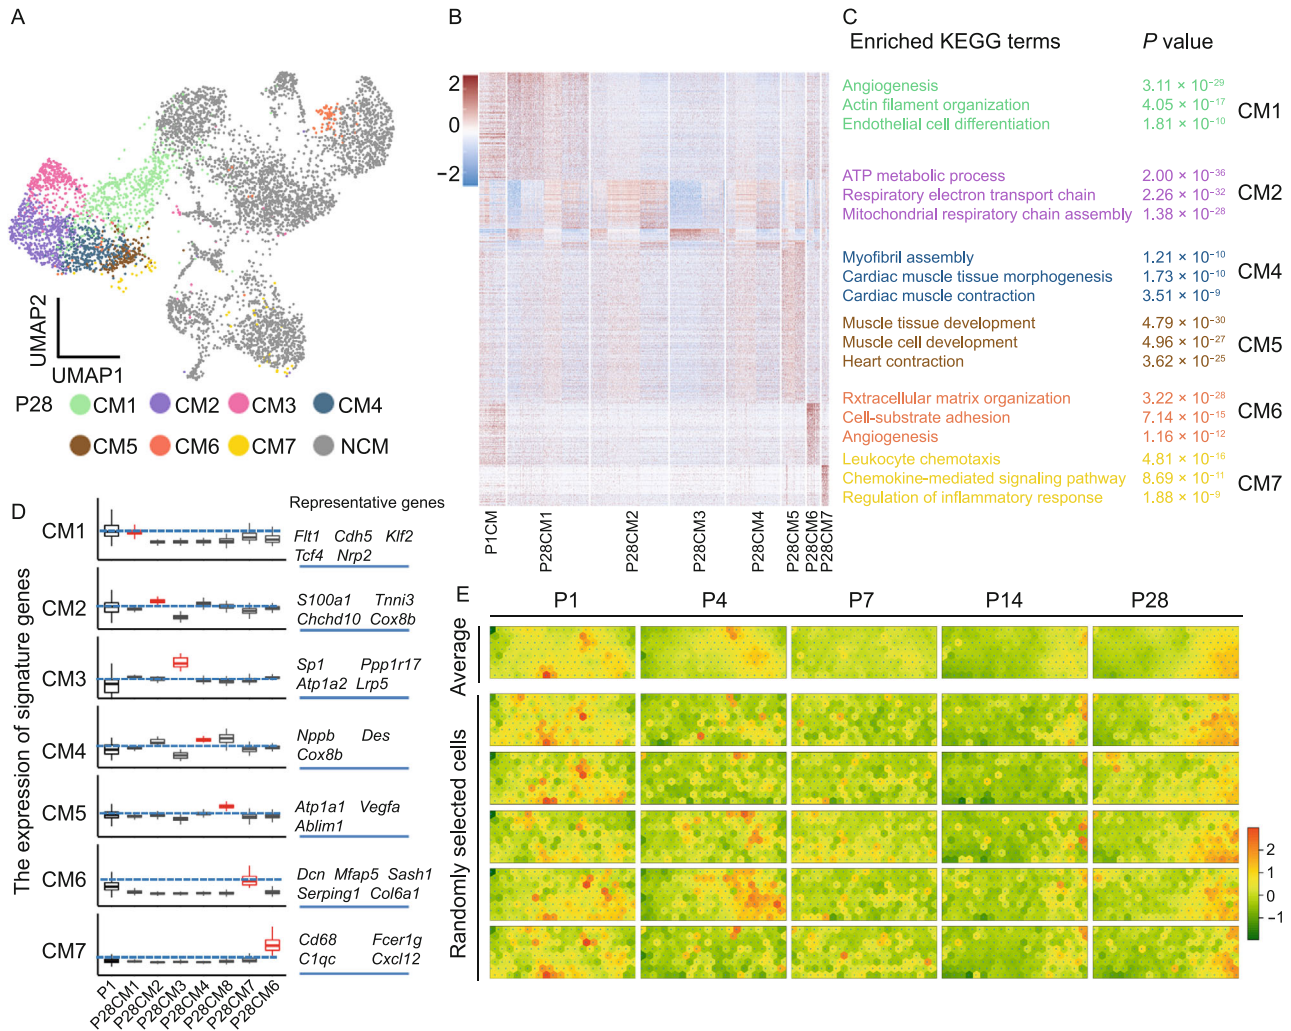 A
UMAP2
UMAP1
P28
CM1
CM2
CM3
CM4
CM5
CM6
CM7
NCM
B
2
0
−2
P1CM
P28CM1
P28CM2
P28CM3
P28CM4
P28CM5
P28CM6
P28CM7
C
Enriched KEGG terms P value
Angiogenesis 3.11 × 10⁻²⁹
Actin filament organization 4.05 × 10⁻¹⁷ CM1
Endothelial cell differentiation 1.81 × 10⁻¹⁰
ATP metabolic process 2.00 × 10⁻³⁶
Respiratory electron transport chain 2.26 × 10⁻³² CM2
Mitochondrial respiratory chain assembly 1.38 × 10⁻²⁸
Myofibril assembly 1.21 × 10⁻¹⁰
Cardiac muscle tissue morphogenesis 1.73 × 10⁻¹⁰ CM4
Cardiac muscle contraction 3.51 × 10⁻⁹
Muscle tissue development 4.79 × 10⁻³⁰
Muscle cell development 4.96 × 10⁻²⁷ CM5
Heart contraction 3.62 × 10⁻²⁵
Rxtracellular matrix organization 3.22 × 10⁻²⁸
Cell-substrate adhesion 7.14 × 10⁻¹⁵ CM6
Angiogenesis 1.16 × 10⁻¹²
Leukocyte chemotaxis 4,81 × 10⁻¹⁶
Chemokine-mediated signaling pathway 8.69 × 10⁻¹¹ CM7
Regulation of inflammatory response 1.88 × 10⁻⁹
D
The expression of signature genes
Representative genes
CM1
Flt1 Cdh5 Klf2
Tcf4 Nrp2
CM2
S100a1 Tnni3
Chchd10 Cox8b
CM3
Sp1 Ppp1r17
Atp1a2 Lrp5
CM4
Nppb Des
Cox8b
CM5
Atp1a1 Vegfa
Ablim1
CM6
Dcn Mfap5 Sash1
Serping1 Col6a1
CM7
Cd68 Fcer1g
C1qc Cxcl12
P1
P28CM1
P28CM2
P28CM3
P28CM4
P28CM8
P28CM7
P28CM6
E
P1 P4 P7 P14 P28
Average
Randomly selected cells
2
1
0
−1